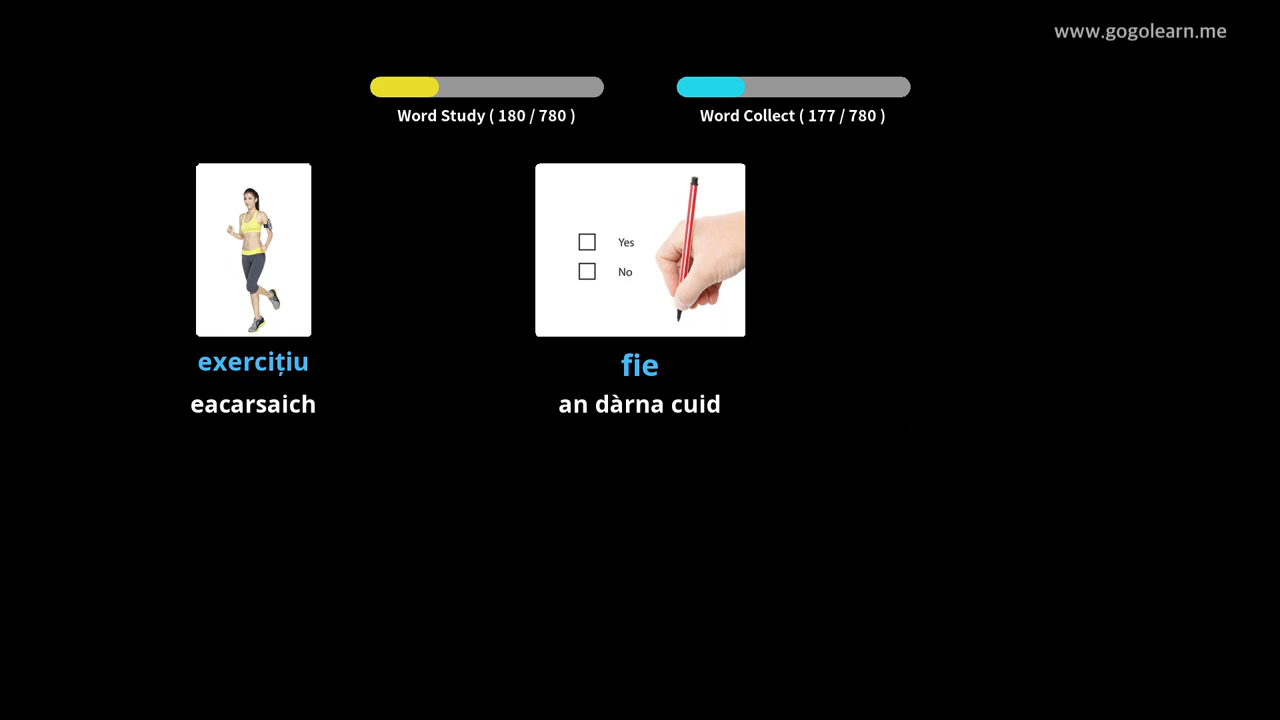 www.gogolearn.me
Word Study ( 180 / 780 )
Word Collect ( 177 / 780 )
Yes
No
exercițiu
eacarsaich
fie
an dàrna cuid